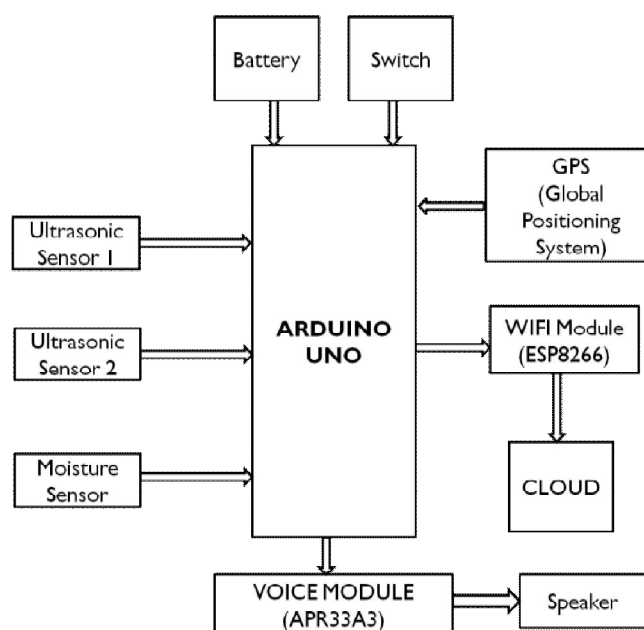 Battery
Switch
GPS
(Global
Positioning
System)
Ultrasonic
Sensor 1
ARDUINO
UNO
WIFI Module
(ESP8266)
Ultrasonic
Sensor 2
Moisture
Sensor
CLOUD
VOICE MODULE
(APR33A3)
Speaker